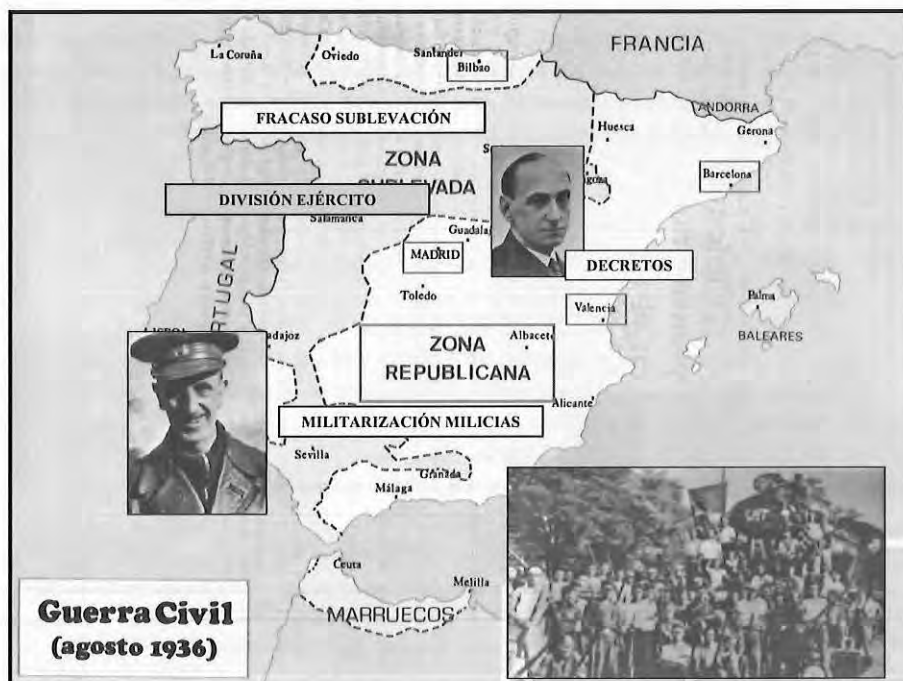 FRANCIA
La Coruña
Oviedo
Santander
Bilbao
ANDORRA
FRACASO SUBLEVACIÓN
Huesca
Gerona
ZONA
SUBLEVADA
Barcelona
DIVISIÓN EJÉRCITO
Salamanca
MADRID
DECRETOS
Toledo
Valencia
Palma
BALEARES
ZONA
REPUBLICANA
Albacete
Alicante
MILITARIZACIÓN MILICIAS
Sevilla
Granada
Málaga
Ceuta
Melilla
MARRUECOS
Guerra Civil
(agosto 1936)